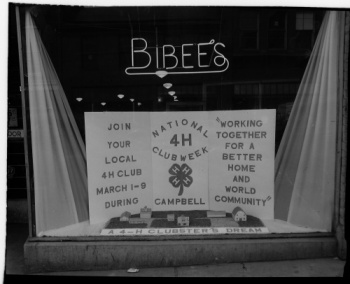 BIBEE'S
JOIN
YOUR
LOCAL
4H CLUB
MARCH 1-9
DURING
NATIONAL
4H
CLUB WEEK
CAMPBELL
"WORKING
TOGETHER
FOR A
BETTER
HOME
AND
WORLD
COMMUNITY"
A 4-H CLUBSTER'S DREAM